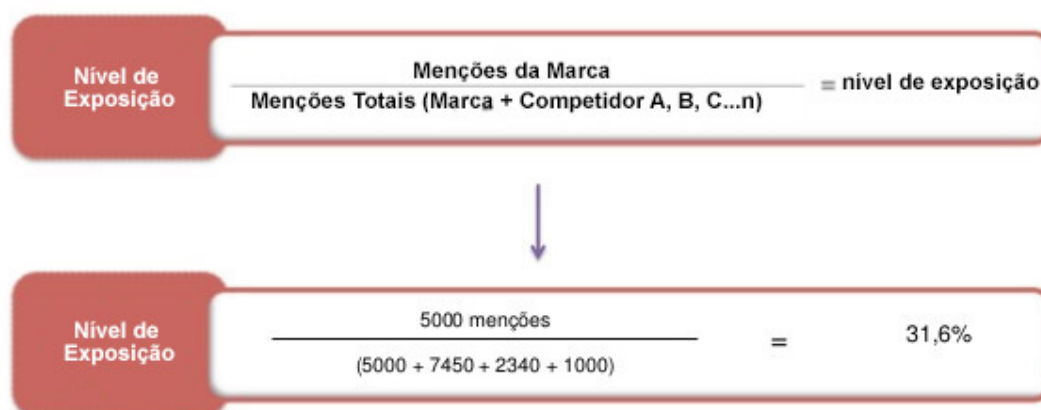 Nível de
Exposição
Menções da Marca
Menções Totais (Marca + Competidor A, B, C...n)
= nível de exposição
Nível de
Exposição
5000 menções
(5000 + 7450 + 2340 + 1000)
=
31,6%